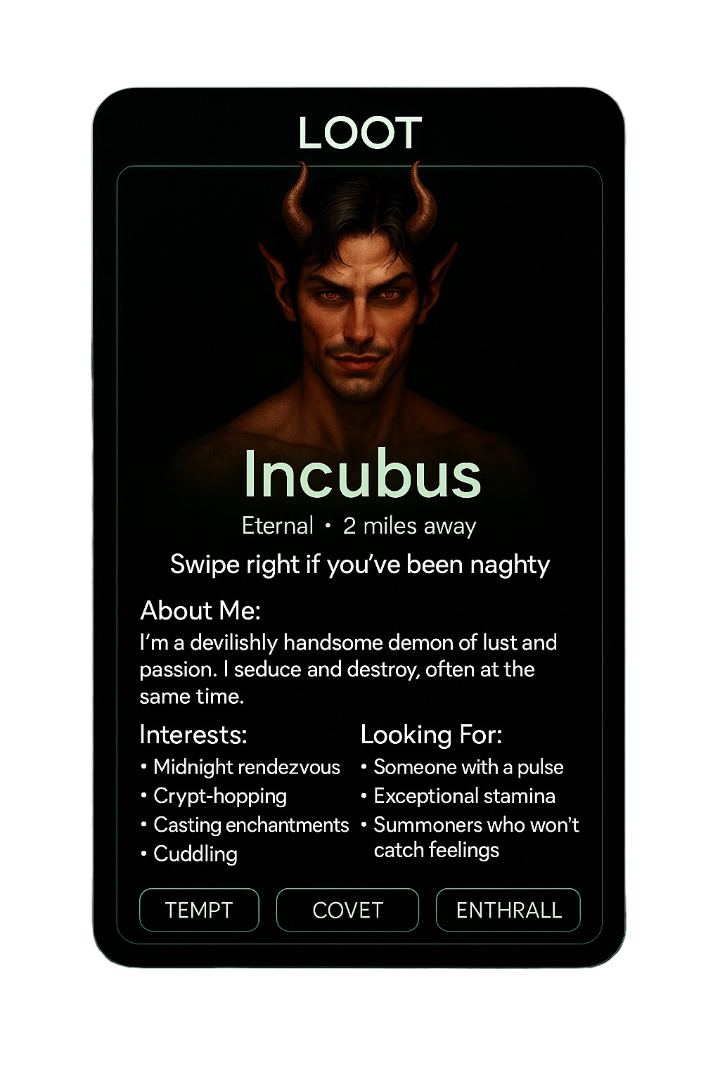 LOOT
Incubus
Eternal • 2 miles away
Swipe right if you've been naghty
About Me:
I'm a devilishly handsome demon of lust and
passion. I seduce and destroy, often at the
same time.
Interests:
• Midnight rendezvous
• Crypt-hopping
• Casting enchantments
• Cuddling
Looking For:
• Someone with a pulse
• Exceptional stamina
• Summoners who won't
catch feelings
TEMPT
COVET
ENTHRALL